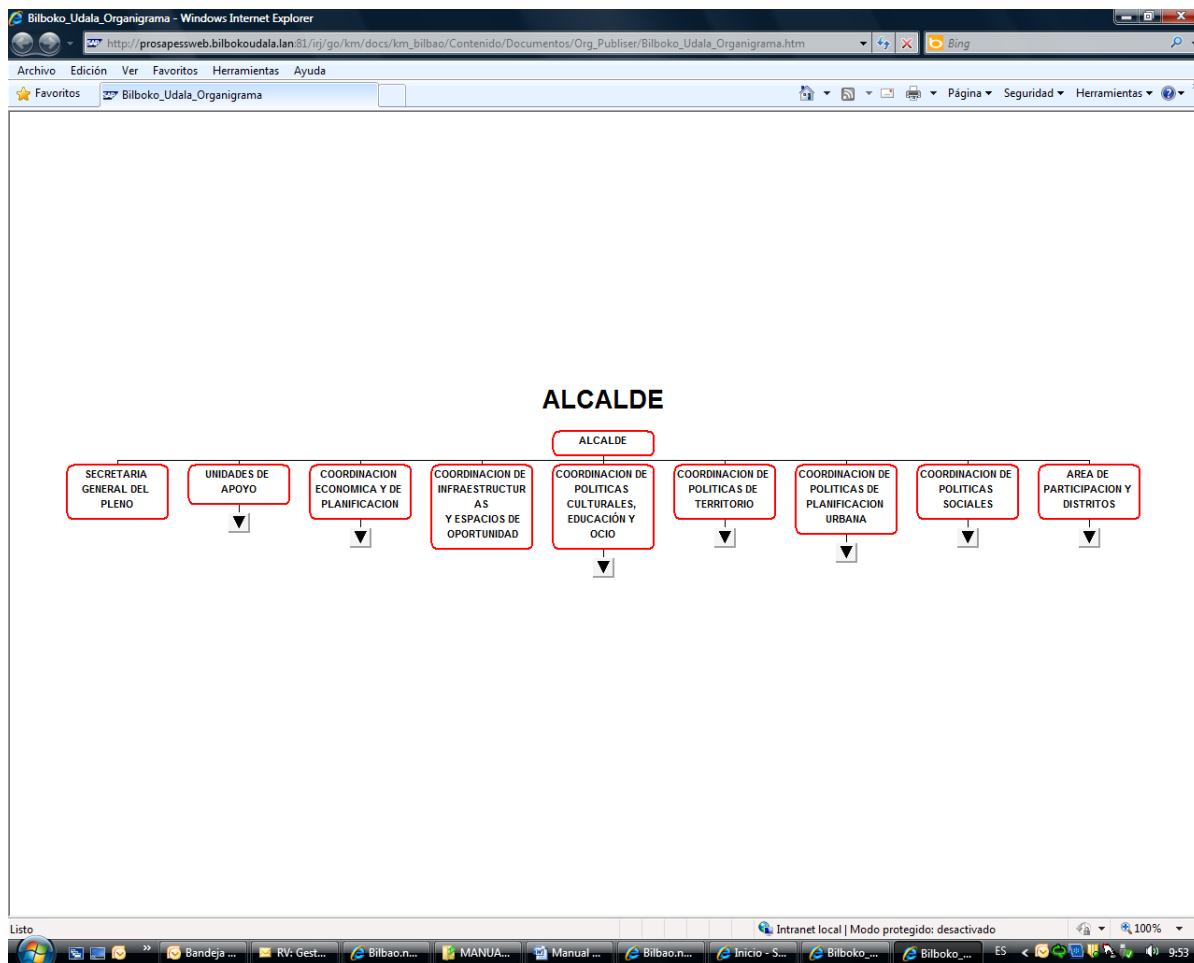 Bilboko_Udala_Organigrama - Windows Internet Explorer
http://prosapessweb.bilbokoudala.lan:81/irj/go/km/docs/km_bilbao/Contenido/Documentos/Org_Publiser/Bilboko_Udala_Organigrama.htm
Bing
Archivo Edición Ver Favoritos Herramientas Ayuda
Favoritos
Bilboko_Udala_Organigrama
Página Seguridad Herramientas
ALCALDE
ALCALDE
SECRETARIA
GENERAL DEL
PLENO
UNIDADES DE
APOYO
COORDINACION
ECONOMICA Y DE
PLANIFICACION
COORDINACION DE
INFRAESTRUCTUR
AS
Y ESPACIOS DE
OPORTUNIDAD
COORDINACION DE
POLITICAS
CULTURALES,
EDUCACIÓN Y
OCIO
COORDINACION DE
POLITICAS DE
TERRITORIO
COORDINACION DE
POLITICAS DE
PLANIFICACION
URBANA
COORDINACION DE
POLITICAS
SOCIALES
AREA DE
PARTICIPACION Y
DISTRITOS
Listo
Intranet local | Modo protegido: desactivado
100%
Bandeja ...
RV: Gest...
Bilbao.n...
MANUA...
Manual ...
Bilbao.n...
Inicio - S...
Bilboko_...
Bilboko_...
ES
9:53